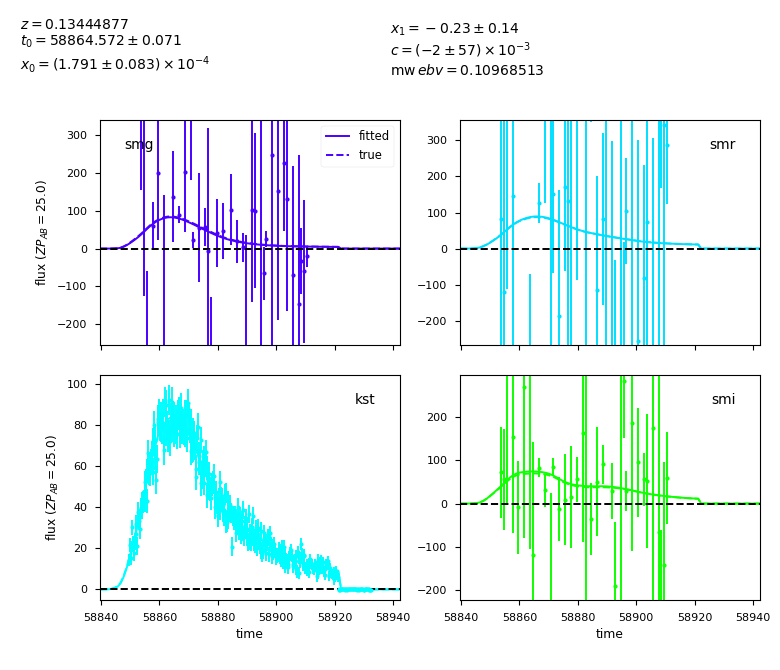 z = 0.13444877
t₀ = 58864.572 ± 0.071
x₀ = (1.791 ± 0.083) × 10⁻⁴
x₁ = −0.23 ± 0.14
c = (−2 ± 57) × 10⁻³
mw ebv = 0.10968513
smg
fitted
true
300
200
100
0
−100
−200
flux (ZP_AB = 25.0)
smr
300
200
100
0
−100
−200
kst
100
80
60
40
20
0
flux (ZP_AB = 25.0)
58840 58860 58880 58900 58920 58940
time
smi
200
100
0
−100
−200
58840 58860 58880 58900 58920 58940
time